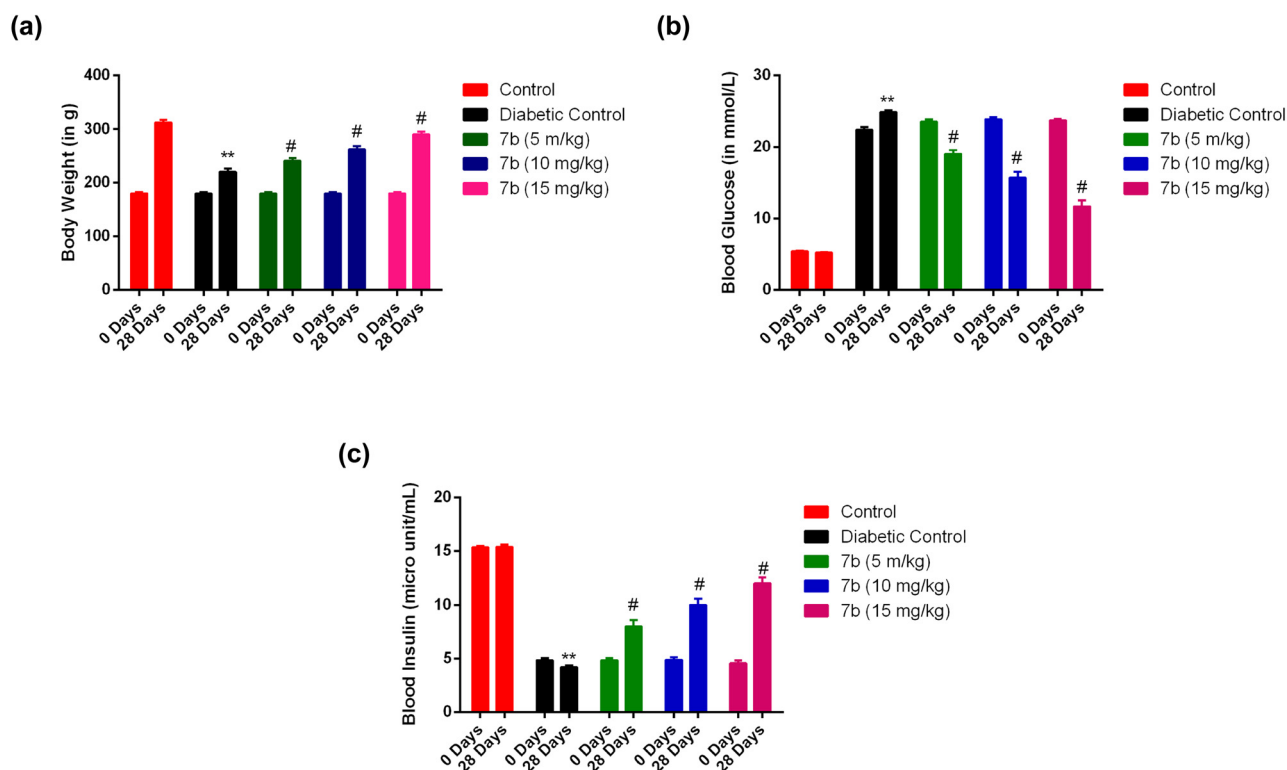 (a)
Body Weight (in g)
400
300
200
100
0
**
#
#
#
0 Days
28 Days
0 Days
28 Days
0 Days
28 Days
0 Days
28 Days
0 Days
28 Days
Control
Diabetic Control
7b (5 m/kg)
7b (10 mg/kg)
7b (15 mg/kg)
(b)
Blood Glucose (in mmol/L)
30
20
10
0
**
#
#
#
0 Days
28 Days
0 Days
28 Days
0 Days
28 Days
0 Days
28 Days
0 Days
28 Days
Control
Diabetic Control
7b (5 m/kg)
7b (10 mg/kg)
7b (15 mg/kg)
(c)
Blood Insulin (micro unit/mL)
20
15
10
5
0
**
#
#
#
0 Days
28 Days
0 Days
28 Days
0 Days
28 Days
0 Days
28 Days
0 Days
28 Days
Control
Diabetic Control
7b (5 m/kg)
7b (10 mg/kg)
7b (15 mg/kg)